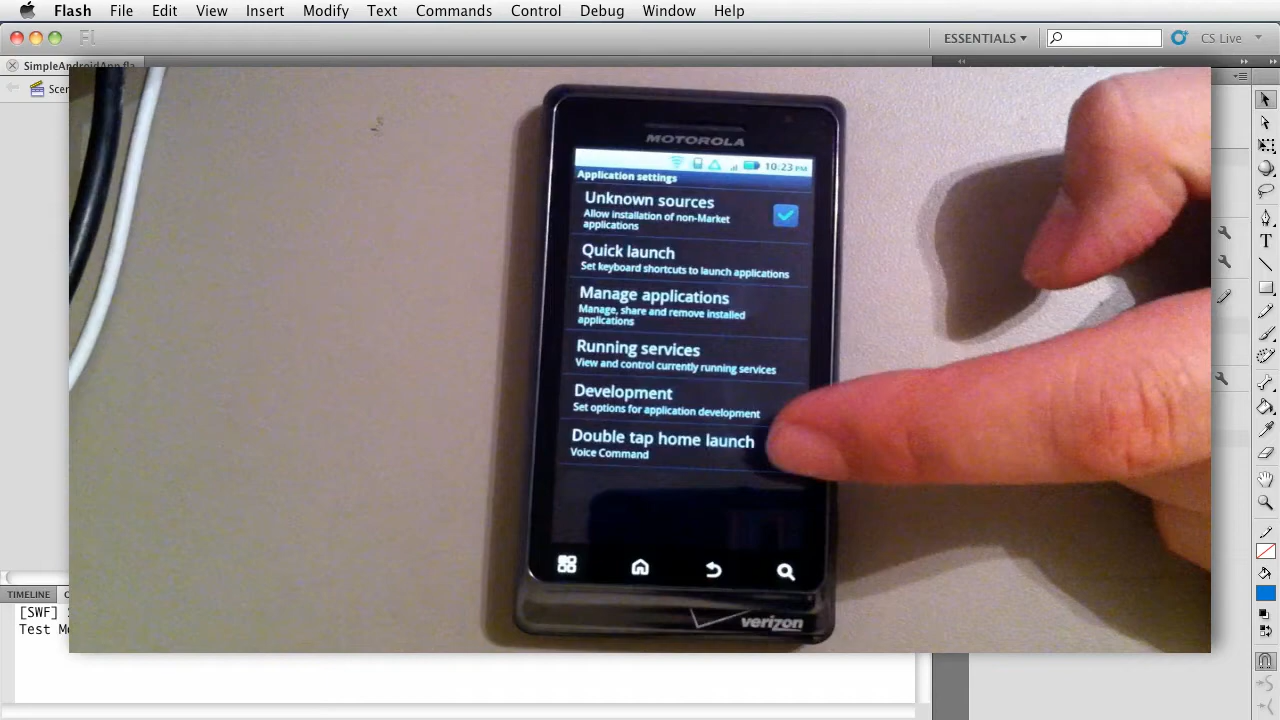 Flash File Edit View Insert Modify Text Commands Control Debug Window Help
Fl ESSENTIALS CS Live
SimpleAndroidApp.fla
Scen
MOTOROLA
10:23 PM
Application settings
Unknown sources
Allow installation of non-Market
applications
Quick launch
Set keyboard shortcuts to launch applications
Manage applications
Manage, share and remove installed
applications
Running services
View and control currently running services
Development
Set options for application development
Double tap home launch
Voice Command
verizon
TIMELINE
[SWF]
Test M